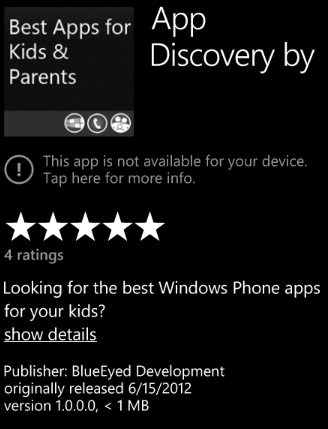 Best Apps for
Kids &
Parents
App
Discovery by
This app is not available for your device.
Tap here for more info.
4 ratings
Looking for the best Windows Phone apps
for your kids?
show details
Publisher: BlueEyed Development
originally released 6/15/2012
version 1.0.0.0, < 1 MB